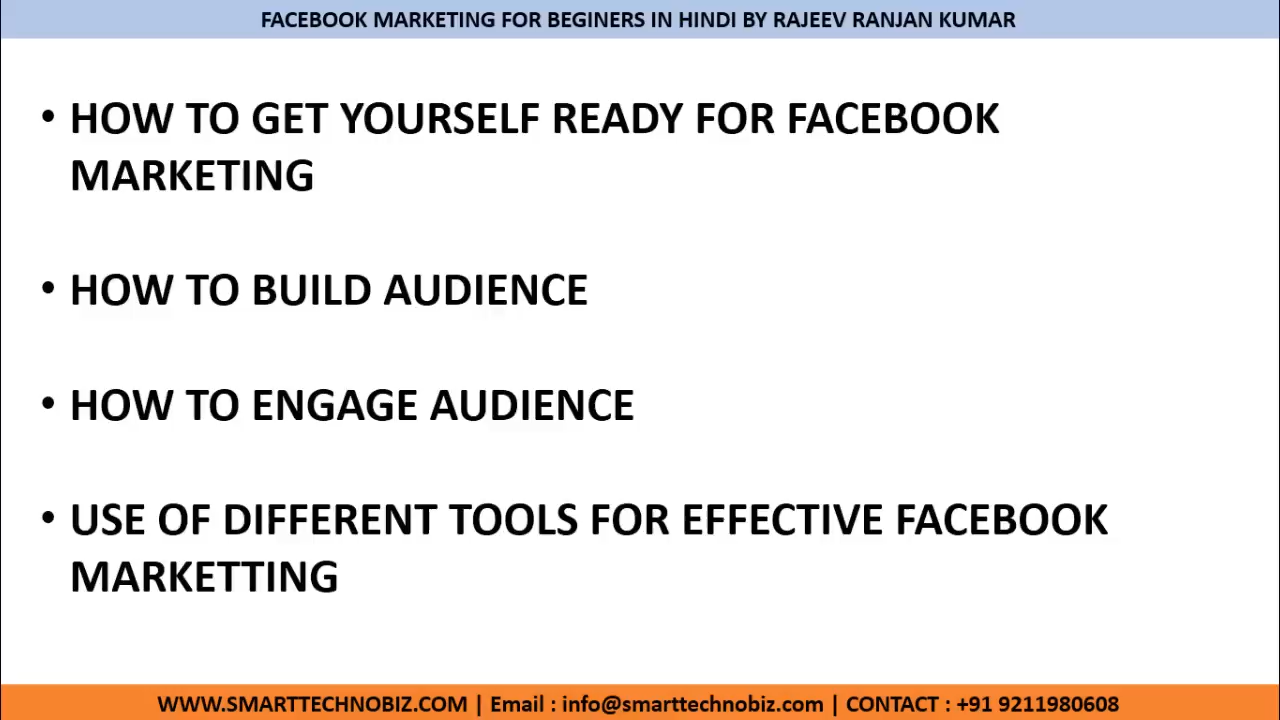 FACEBOOK MARKETING FOR BEGINERS IN HINDI BY RAJEEV RANJAN KUMAR
• HOW TO GET YOURSELF READY FOR FACEBOOK
MARKETING
• HOW TO BUILD AUDIENCE
• HOW TO ENGAGE AUDIENCE
• USE OF DIFFERENT TOOLS FOR EFFECTIVE FACEBOOK
MARKETTING
WWW.SMARTTECHNOBIZ.COM | Email : info@smarttechnobiz.com | CONTACT : +91 9211980608